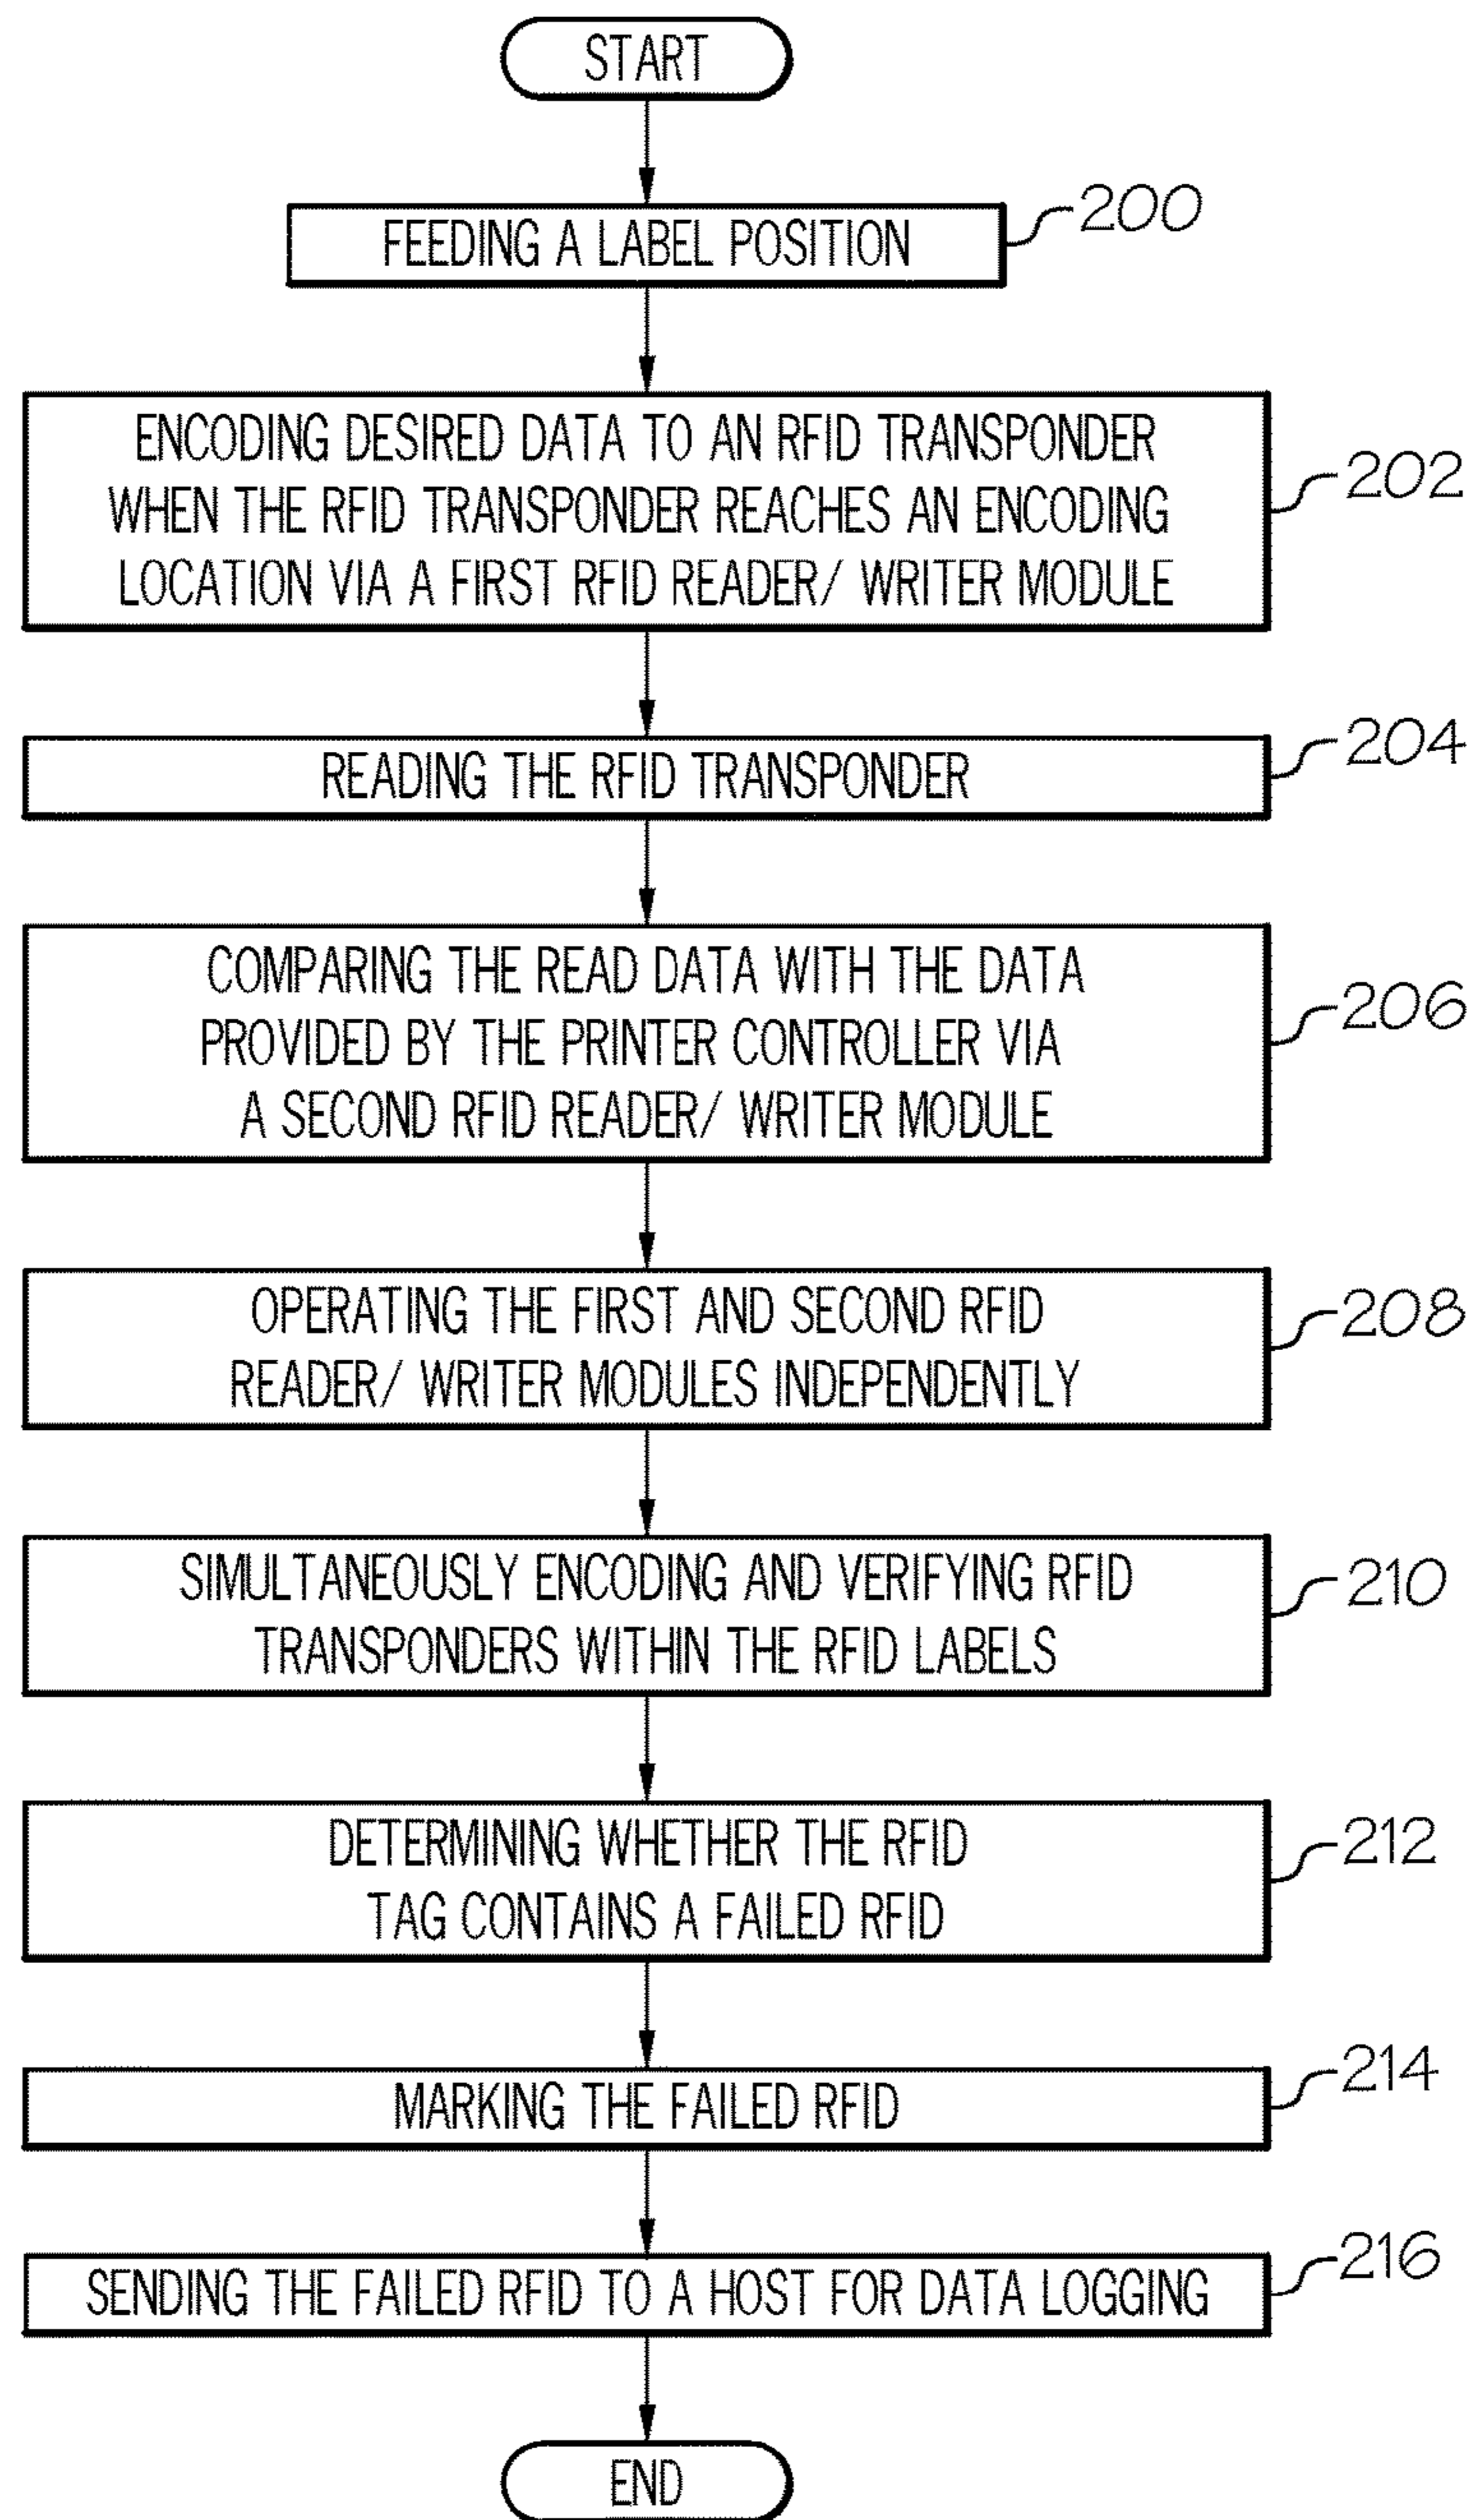 START
FEEDING A LABEL POSITION
200
ENCODING DESIRED DATA TO AN RFID TRANSPONDER
WHEN THE RFID TRANSPONDER REACHES AN ENCODING
LOCATION VIA A FIRST RFID READER/ WRITER MODULE
202
READING THE RFID TRANSPONDER
204
COMPARING THE READ DATA WITH THE DATA
PROVIDED BY THE PRINTER CONTROLLER VIA
A SECOND RFID READER/ WRITER MODULE
206
OPERATING THE FIRST AND SECOND RFID
READER/ WRITER MODULES INDEPENDENTLY
208
SIMULTANEOUSLY ENCODING AND VERIFYING RFID
TRANSPONDERS WITHIN THE RFID LABELS
210
DETERMINING WHETHER THE RFID
TAG CONTAINS A FAILED RFID
212
MARKING THE FAILED RFID
214
SENDING THE FAILED RFID TO A HOST FOR DATA LOGGING
216
END